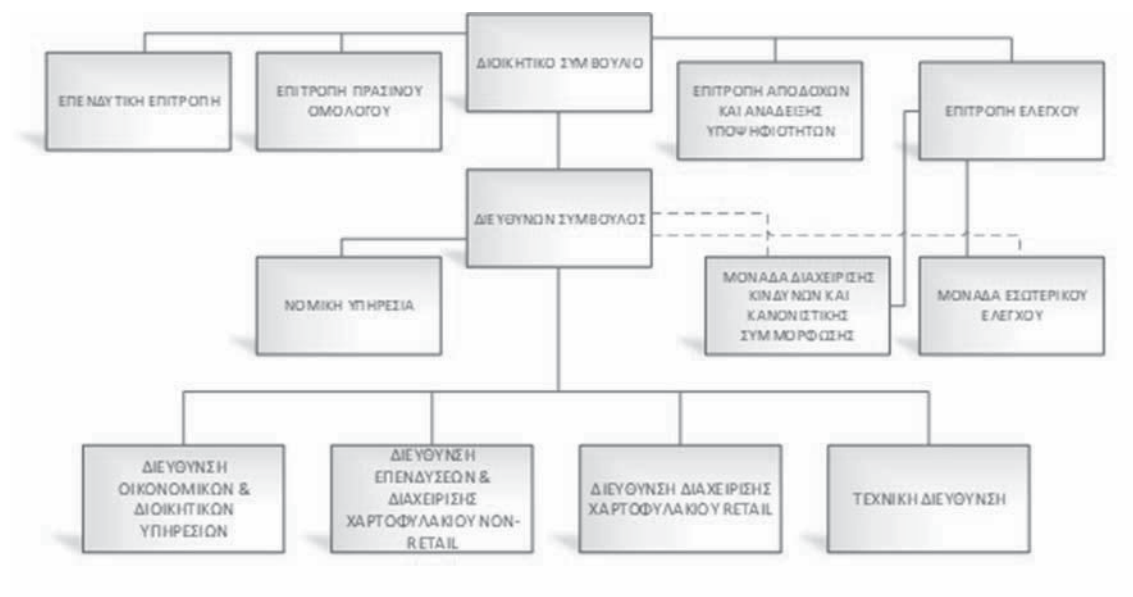 ΔΙΟΙΚΗΤΙΚΟ ΣΥΜΒΟΥΛΙΟ
ΕΠΕΝΔΥΤΙΚΗ ΕΠΙΤΡΟΠΗ
ΕΠΙΤΡΟΠΗ ΠΡΑΣΙΝΟΥ
ΟΜΟΛΟΓΟΥ
ΕΠΙΤΡΟΠΗ ΑΠΟΔΟΧΩΝ
ΚΑΙ ΑΝΑΔΕΙΞΗΣ
ΥΠΟΨΗΦΙΟΤΗΤΩΝ
ΕΠΙΤΡΟΠΗ ΕΛΕΓΧΟΥ
ΔΙΕΥΘΥΝΩΝ ΣΥΜΒΟΥΛΟΣ
ΝΟΜΙΚΗ ΥΠΗΡΕΣΙΑ
ΜΟΝΑΔΑ ΔΙΑΧΕΙΡΙΣΗΣ
ΚΙΝΔΥΝΩΝ ΚΑΙ
ΚΑΝΟΝΙΣΤΙΚΗΣ
ΣΥΜΜΟΡΦΩΣΗΣ
ΜΟΝΑΔΑ ΕΣΩΤΕΡΙΚΟΥ
ΕΛΕΓΧΟΥ
ΔΙΕΥΘΥΝΣΗ
ΟΙΚΟΝΟΜΙΚΩΝ &
ΔΙΟΙΚΗΤΙΚΩΝ
ΥΠΗΡΕΣΙΩΝ
ΔΙΕΥΘΥΝΣΗ
ΕΠΕΝΔΥΣΕΩΝ &
ΔΙΑΧΕΙΡΙΣΗΣ
ΧΑΡΤΟΦΥΛΑΚΙΟΥ NON-
RETAIL
ΔΙΕΥΘΥΝΣΗ ΔΙΑΧΕΙΡΙΣΗΣ
ΧΑΡΤΟΦΥΛΑΚΙΟΥ RETAIL
ΤΕΧΝΙΚΗ ΔΙΕΥΘΥΝΣΗ